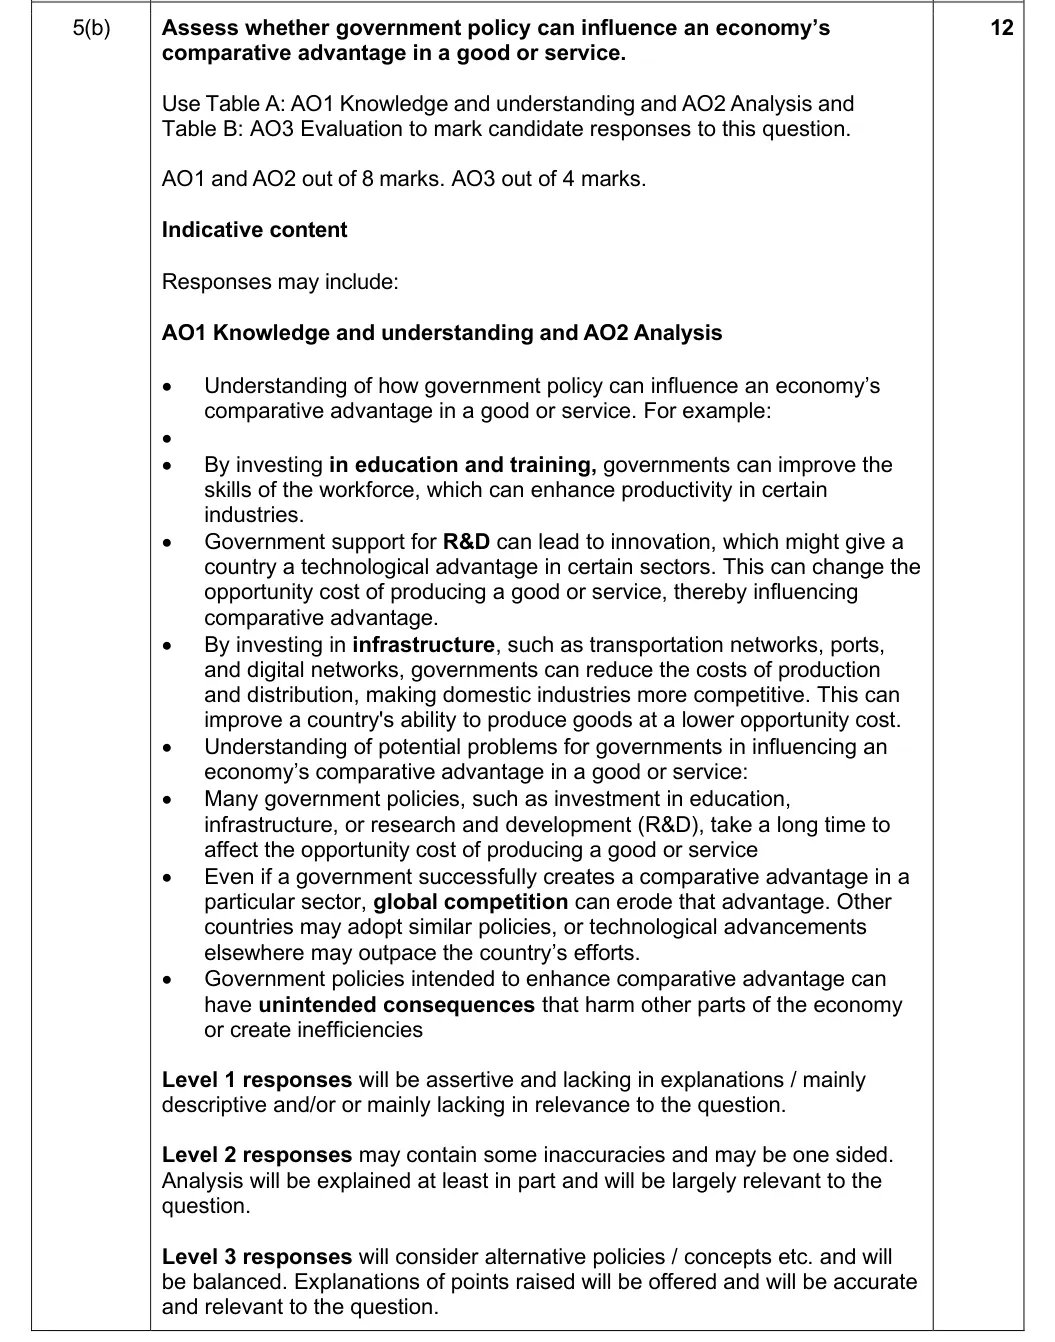 5(b)
Assess whether government policy can influence an economy’s
comparative advantage in a good or service.
12
Use Table A: AO1 Knowledge and understanding and AO2 Analysis and
Table B: AO3 Evaluation to mark candidate responses to this question.
AO1 and AO2 out of 8 marks. AO3 out of 4 marks.
Indicative content
Responses may include:
AO1 Knowledge and understanding and AO2 Analysis
• Understanding of how government policy can influence an economy’s
comparative advantage in a good or service. For example:
•
• By investing in education and training, governments can improve the
skills of the workforce, which can enhance productivity in certain
industries.
• Government support for R&D can lead to innovation, which might give a
country a technological advantage in certain sectors. This can change the
opportunity cost of producing a good or service, thereby influencing
comparative advantage.
• By investing in infrastructure, such as transportation networks, ports,
and digital networks, governments can reduce the costs of production
and distribution, making domestic industries more competitive. This can
improve a country's ability to produce goods at a lower opportunity cost.
• Understanding of potential problems for governments in influencing an
economy’s comparative advantage in a good or service:
• Many government policies, such as investment in education,
infrastructure, or research and development (R&D), take a long time to
affect the opportunity cost of producing a good or service
• Even if a government successfully creates a comparative advantage in a
particular sector, global competition can erode that advantage. Other
countries may adopt similar policies, or technological advancements
elsewhere may outpace the country’s efforts.
• Government policies intended to enhance comparative advantage can
have unintended consequences that harm other parts of the economy
or create inefficiencies
Level 1 responses will be assertive and lacking in explanations / mainly
descriptive and/or or mainly lacking in relevance to the question.
Level 2 responses may contain some inaccuracies and may be one sided.
Analysis will be explained at least in part and will be largely relevant to the
question.
Level 3 responses will consider alternative policies / concepts etc. and will
be balanced. Explanations of points raised will be offered and will be accurate
and relevant to the question.